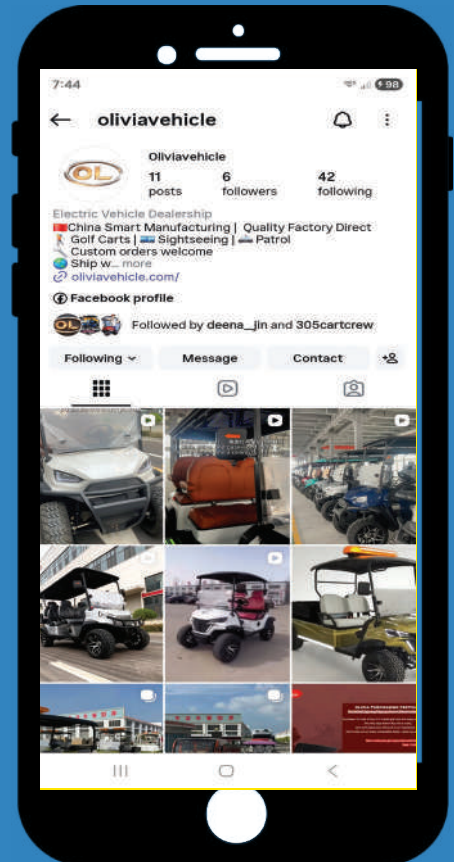 7:44
98
oliviavehicle
OL
Oliviavehicle
11 6 42
posts followers following
Electric Vehicle Dealership
🇨🇳China Smart Manufacturing | Quality Factory Direct
Golf Carts | Sightseeing | Patrol
Custom orders welcome
🌏 Ship w... more
oliviavehicle.com/
Facebook profile
OL
Followed by deena_jin and 305cartcrew
Following Message Contact